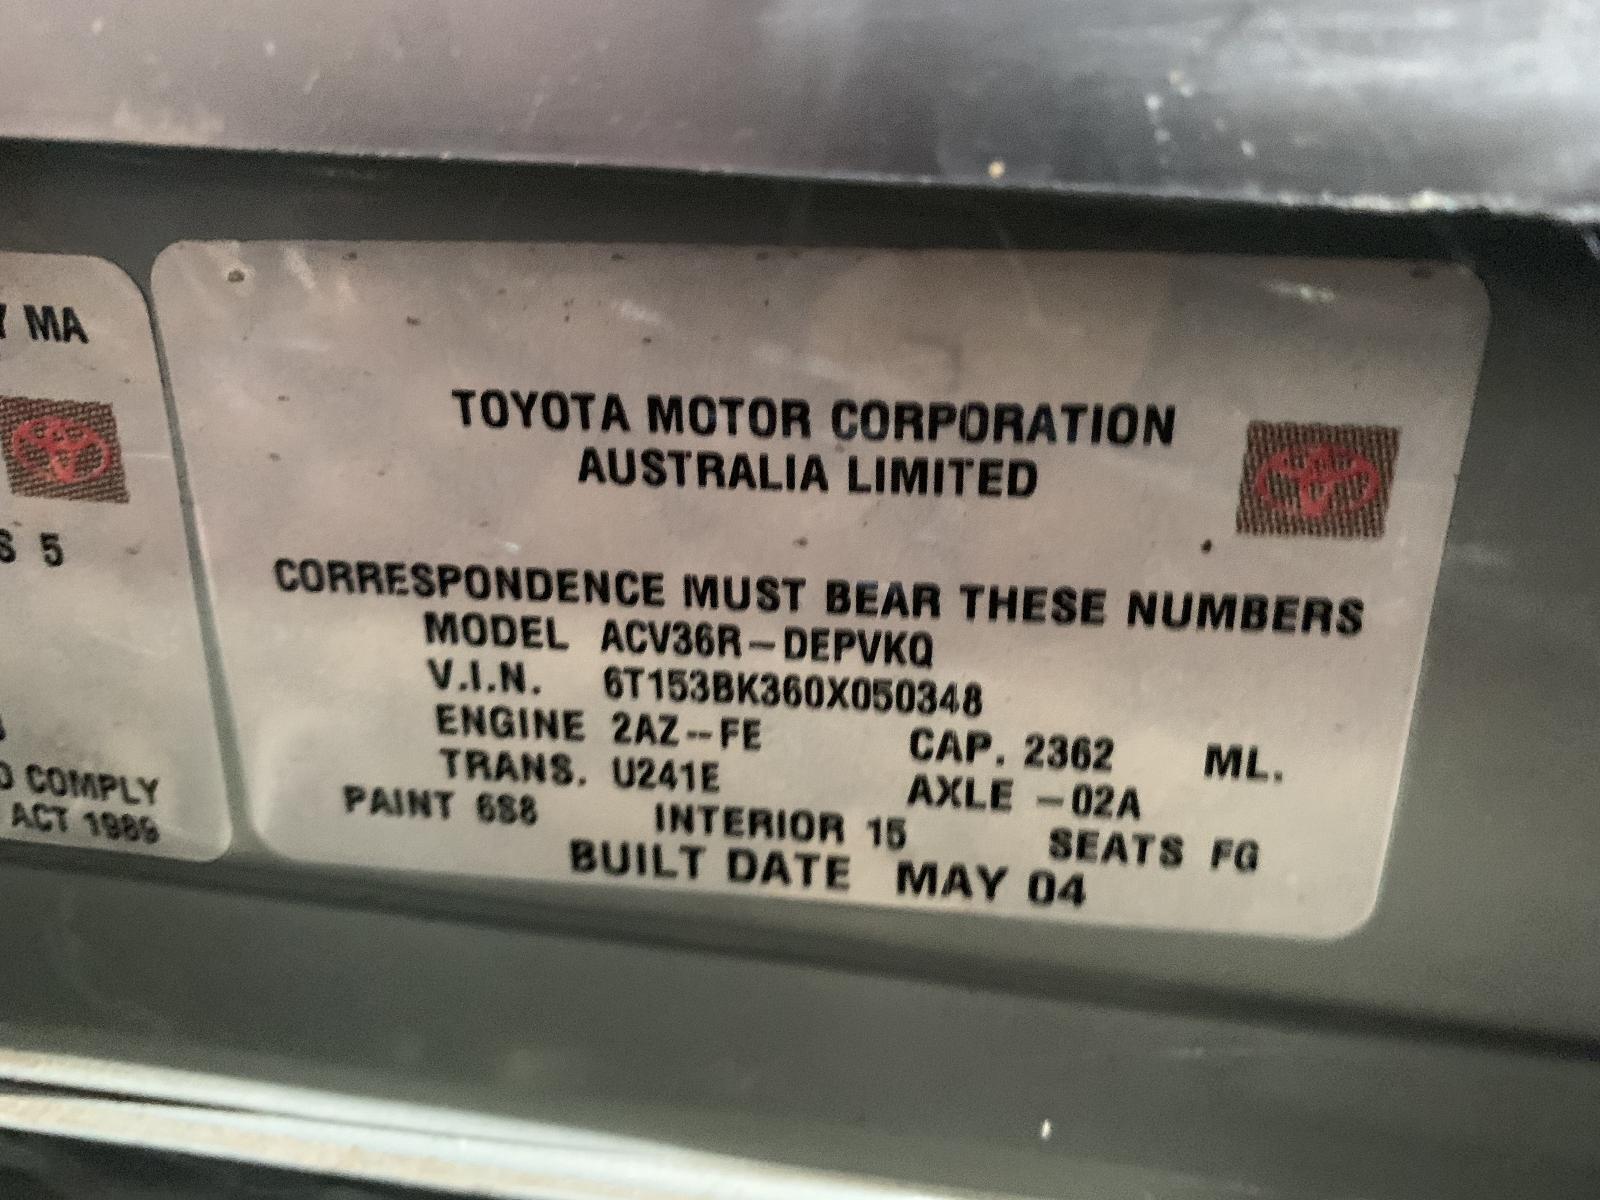 MA
S 5
COMPLY
ACT 1989
TOYOTA MOTOR CORPORATION
AUSTRALIA LIMITED
CORRESPONDENCE MUST BEAR THESE NUMBERS
MODEL ACV36R-DEPVKQ
V.I.N. 6T153BK360X050348
ENGINE 2AZ--FE CAP. 2362 ML.
TRANS. U241E AXLE -02A
PAINT 6S8 INTERIOR 15 SEATS FG
BUILT DATE MAY 04